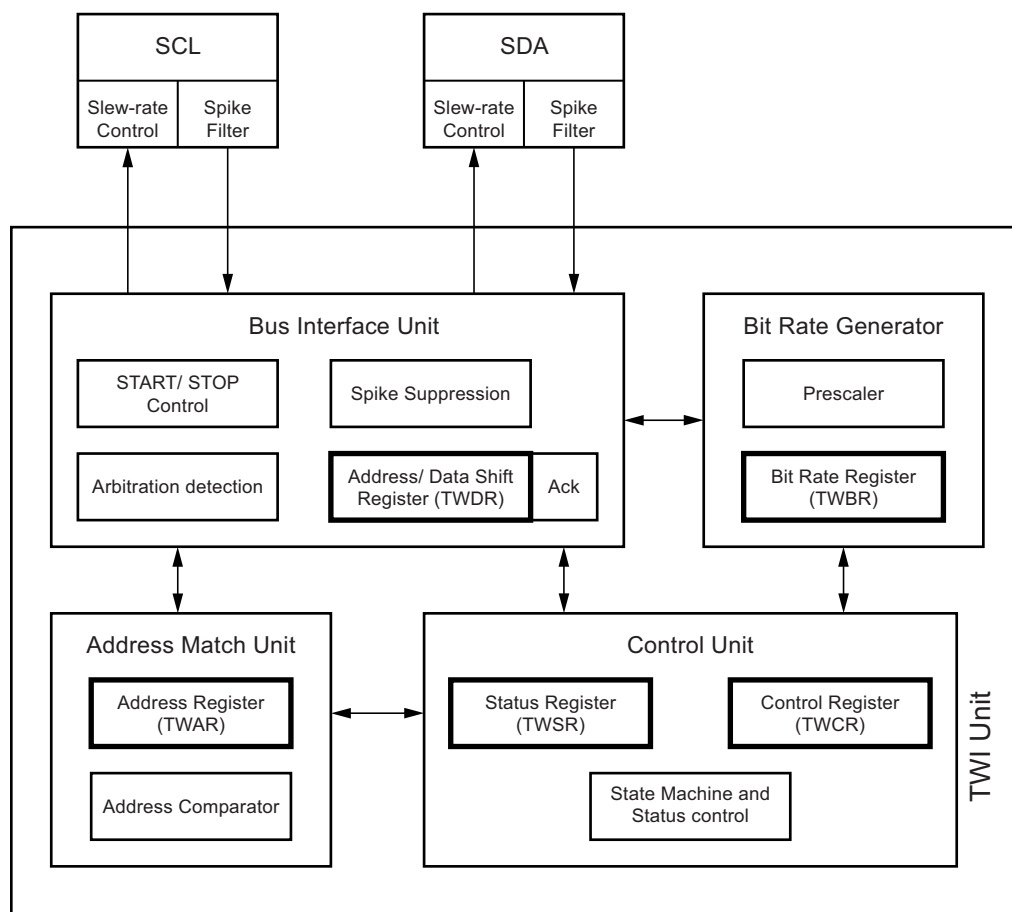 SCL
Slew-rate
Control
Spike
Filter
SDA
Slew-rate
Control
Spike
Filter
Bus Interface Unit
START/ STOP
Control
Spike Suppression
Arbitration detection
Address/ Data Shift
Register (TWDR)
Ack
Bit Rate Generator
Prescaler
Bit Rate Register
(TWBR)
Address Match Unit
Address Register
(TWAR)
Address Comparator
Control Unit
Status Register
(TWSR)
Control Register
(TWCR)
State Machine and
Status control
TWI Unit